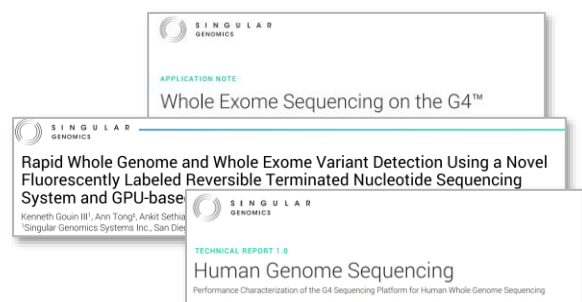 SINGULAR
GENOMICS
APPLICATION NOTE
Whole Exome Sequencing on the G4™
SINGULAR
GENOMICS
Rapid Whole Genome and Whole Exome Variant Detection Using a Novel
Fluorescently Labeled Reversible Terminated Nucleotide Sequencing
System and GPU-base
Kenneth Gouin III¹, Ann Tong², Ankit Sethia
¹Singular Genomics Systems Inc., San Die
SINGULAR
GENOMICS
TECHNICAL REPORT 1.0
Human Genome Sequencing
Performance Characterization of the G4 Sequencing Platform for Human Whole Genome Sequencing